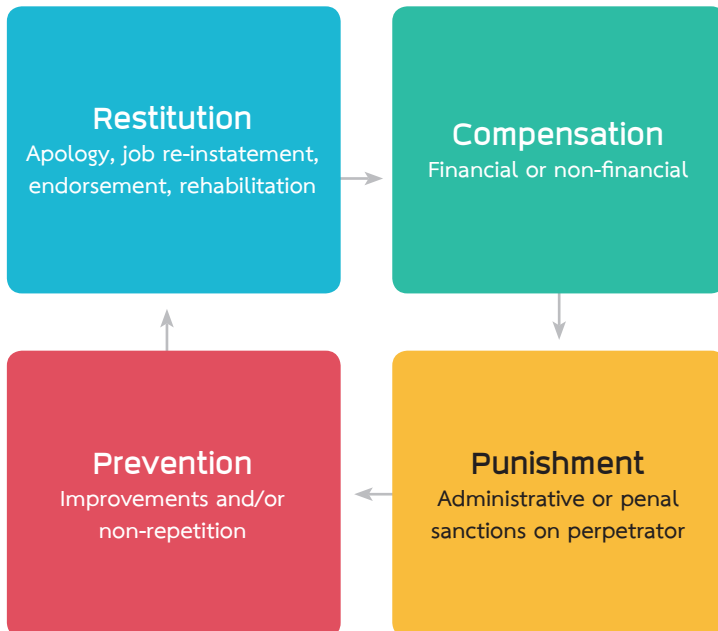 Restitution
Apology, job re-instatement,
endorsement, rehabilitation
Compensation
Financial or non-financial
Prevention
Improvements and/or
non-repetition
Punishment
Administrative or penal
sanctions on perpetrator